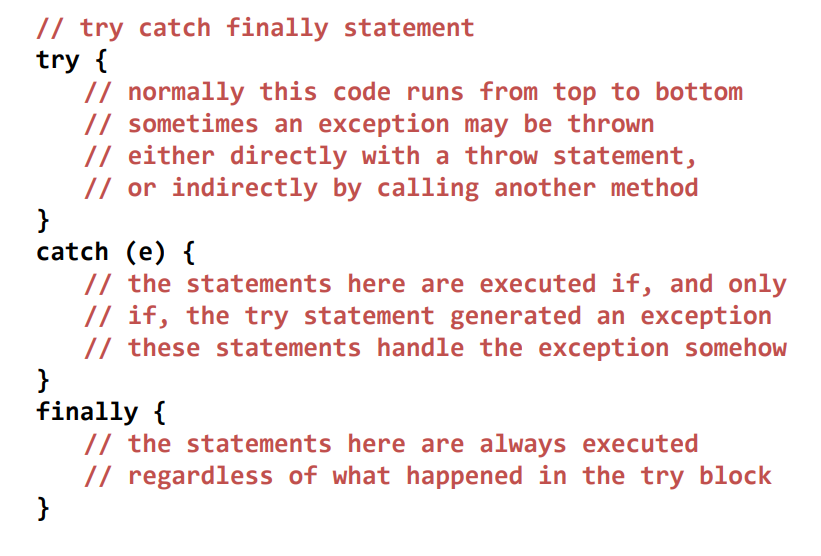 // try catch finally statement
try {
// normally this code runs from top to bottom
// sometimes an exception may be thrown
// either directly with a throw statement,
// or indirectly by calling another method
}
catch (e) {
// the statements here are executed if, and only
// if, the try statement generated an exception
// these statements handle the exception somehow
}
finally {
// the statements here are always executed
// regardless of what happened in the try block
}